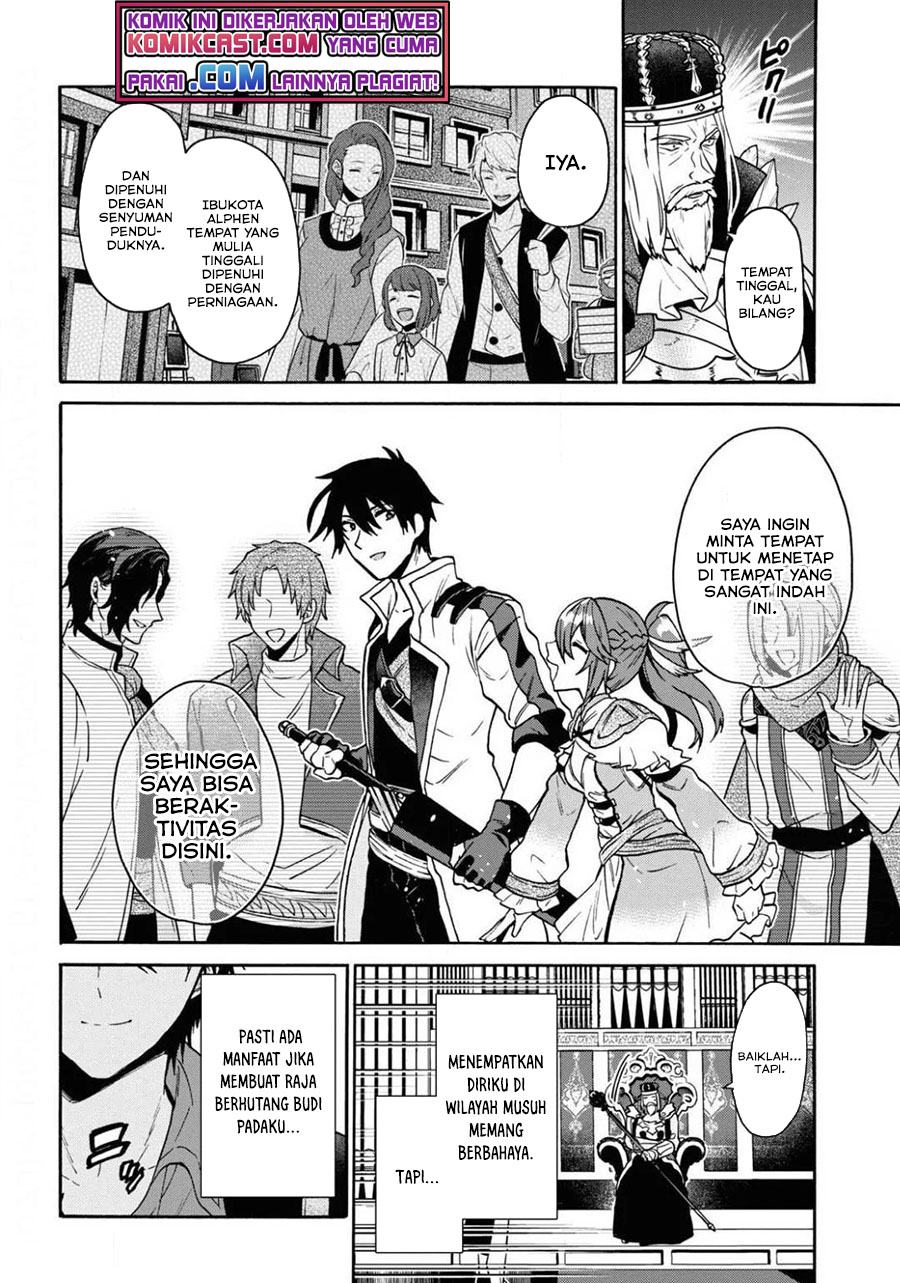 KOMIK INI DIKERJAKAN OLEH WEB
KOMIKCAST.COM YANG CUMA
PAKAI .COM LAINNYA PLAGIAT!
ピクリ
TEMPAT
TINGGAL,
KAU
BILANG?
IYA.
IBUKOTA
ALPHEN
TEMPAT YANG
MULIA
TINGGALI
DIPENUHI
DENGAN
PERNIAGAAN.
DAN
DIPENUHI
DENGAN
SENYUMAN
PENDU-
DUKNYA.
SAYA INGIN
MINTA TEMPAT
UNTUK MENETAP
DI TEMPAT YANG
SANGAT INDAH
INI.
SEHINGGA
SAYA BISA
BERAK-
TIVITAS
DISINI.
BAIKLAH...
TAPI.
MENEMPATKAN
DIRIKU DI
WILAYAH MUSUH
MEMANG
BERBAHAYA.
TAPI...
PASTI ADA
MANFAAT JIKA
MEMBUAT RAJA
BERHUTANG BUDI
PADAKU...